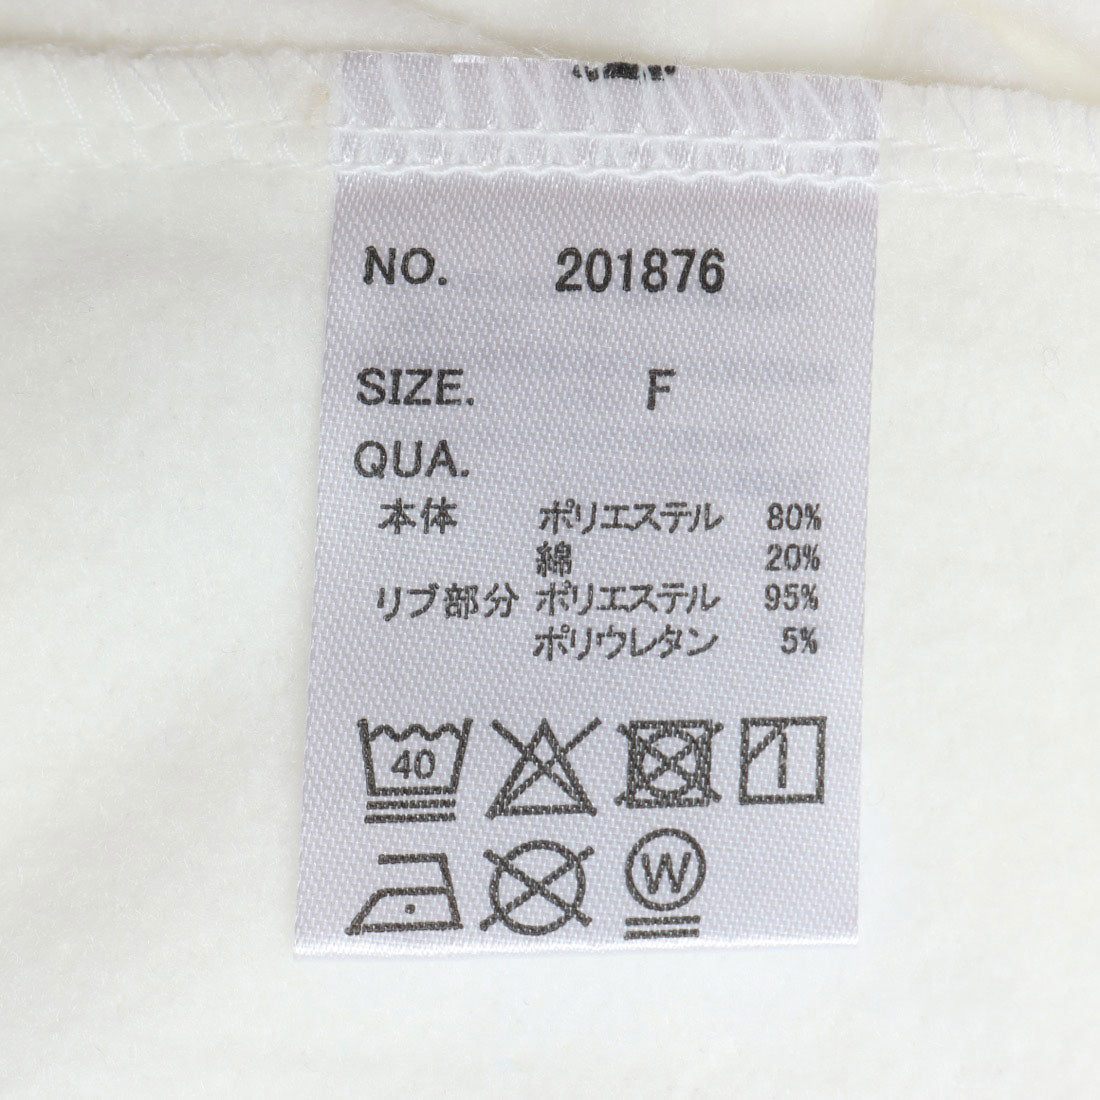 NO. 201876
SIZE. F
QUA.
本体 ポリエステル 80%
綿 20%
リブ部分 ポリエステル 95%
ポリウレタン 5%
40
W